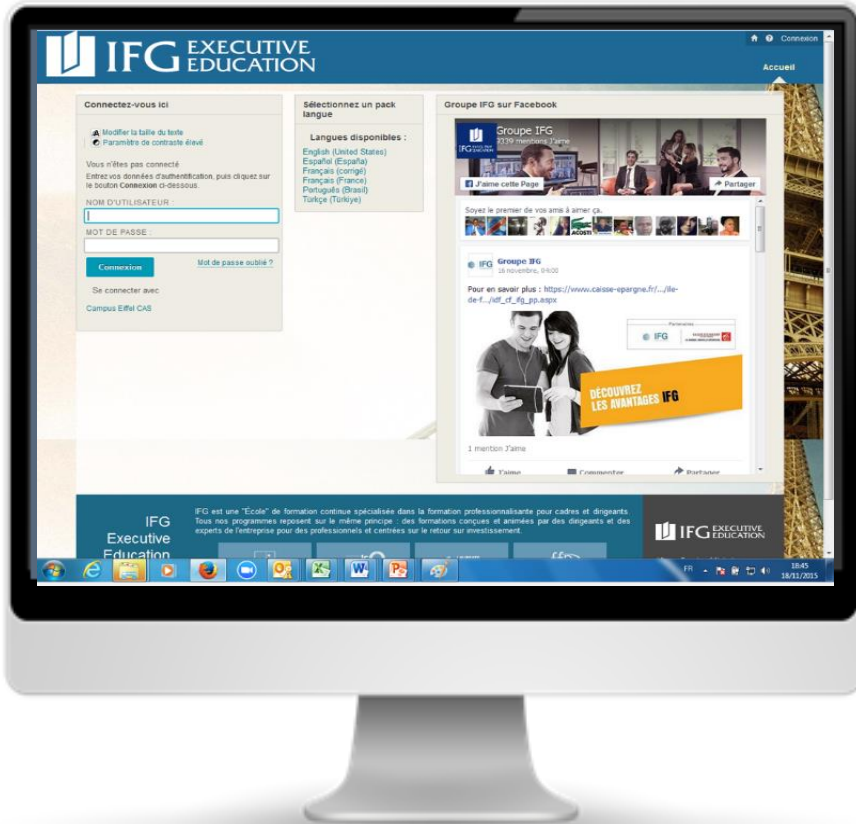 IFG EXECUTIVE
EDUCATION
Connexion
Accueil
Connectez-vous ici
Modifier la taille du texte
Paramètre de contraste élevé
Vous n'êtes pas connecté
Entrez vos données d'authentification, puis cliquez sur
le bouton Connexion ci-dessous.
NOM D'UTILISATEUR :
MOT DE PASSE :
Connexion
Mot de passe oublié ?
Se connecter avec
Campus Eiffel CAS
Sélectionnez un pack
langue
Langues disponibles :
English (United States)
Español (España)
Français (corrigé)
Français (France)
Português (Brasil)
Türkçe (Türkiye)
Groupe IFG sur Facebook
Groupe IFG
3139 mentions J'aime
J'aime cette Page
Partager
Soyez le premier de vos amis à aimer ça.
IFG
Groupe IFG
16 novembre, 04:00
Pour en savoir plus : https://www.caisse-epargne.fr/.../ile-
de-f.../idf_cf_ifg_pp.aspx
Partenaires
IFG
DÉCOUVREZ
LES AVANTAGES IFG
1 mention J'aime
J'aime
Commenter
Partager
IFG
Executive
Education
IFG est une "École" de formation continue spécialisée dans la formation professionnalisante pour cadres et dirigeants.
Tous nos programmes reposent sur le même principe : des formations conçues et animées par des dirigeants et des
experts de l'entreprise pour des professionnels et centrées sur le retour sur investissement.
IFG EXECUTIVE
EDUCATION
FR
18:45
18/11/2015